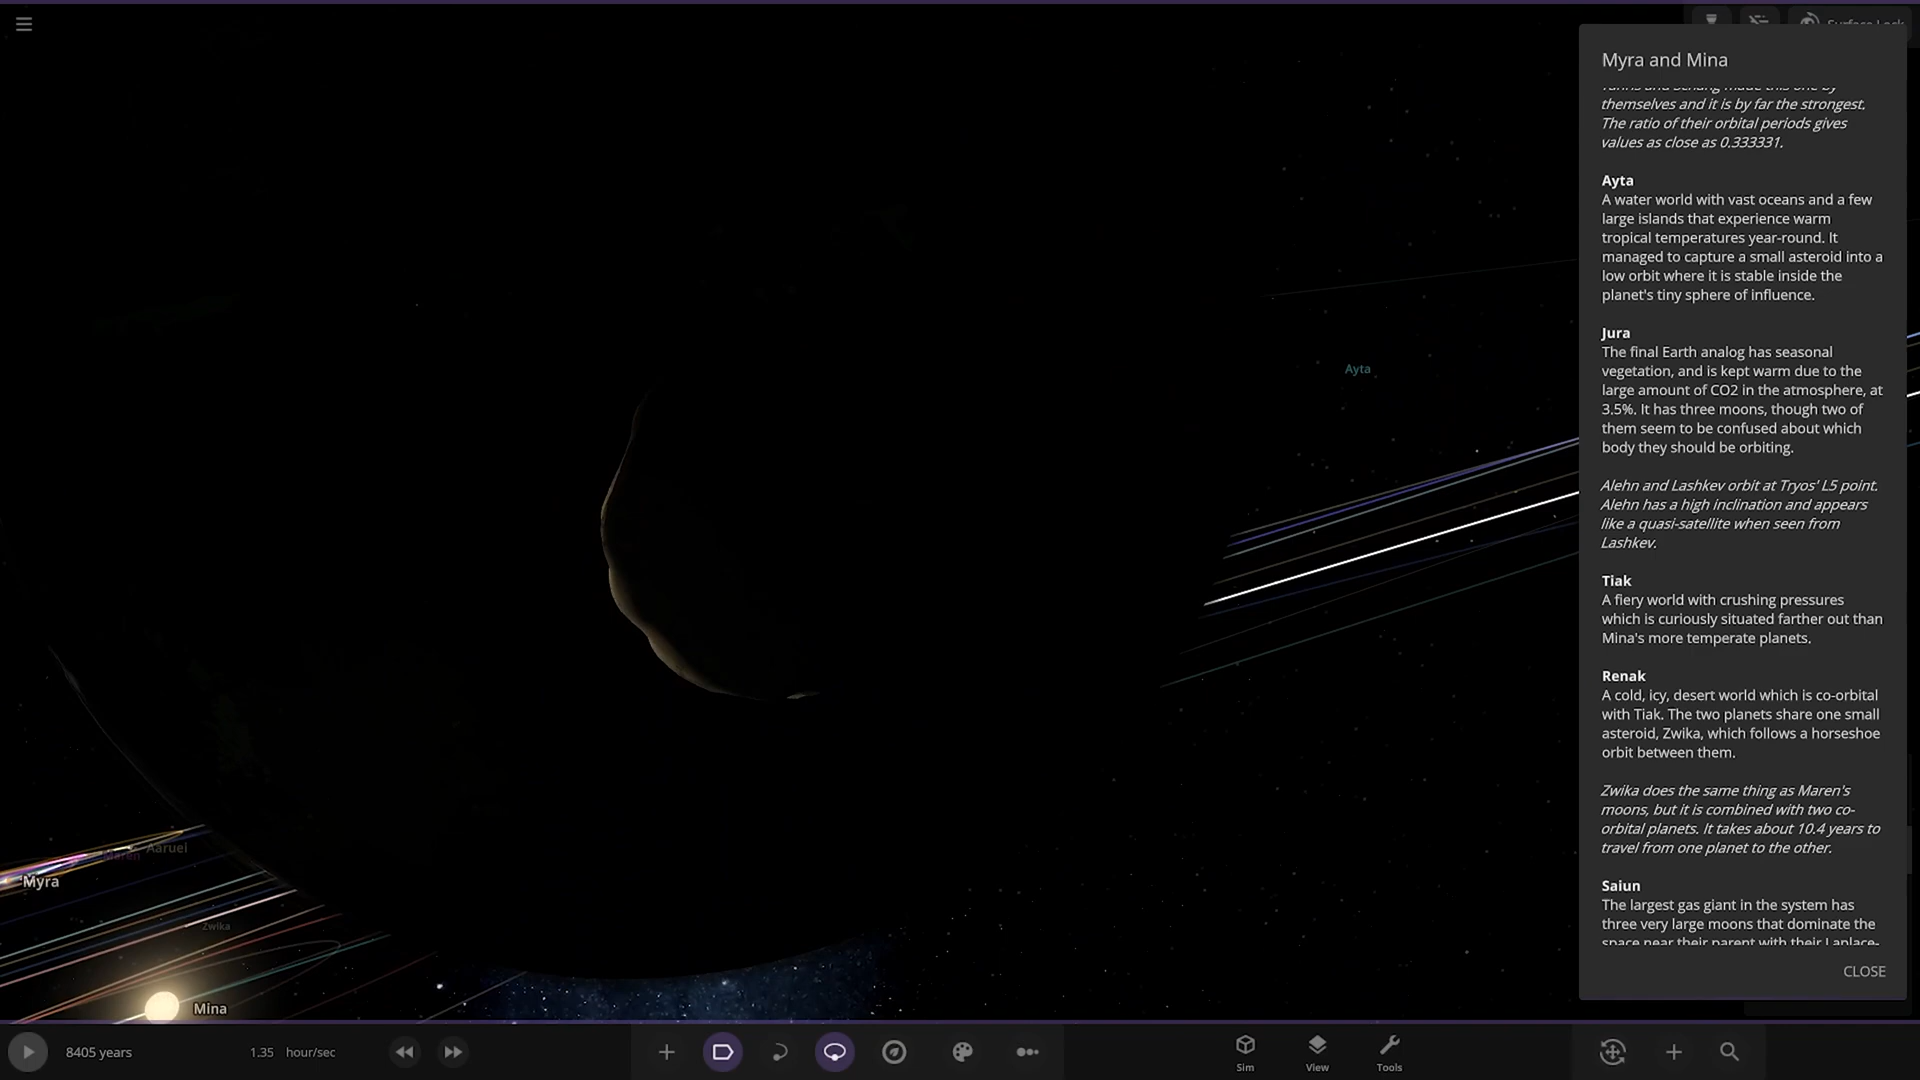 Surface Lock
Myra and Mina
themselves and it is by far the strongest.
The ratio of their orbital periods gives
values as close as 0.333331.
Ayta
A water world with vast oceans and a few
large islands that experience warm
tropical temperatures year-round. It
managed to capture a small asteroid into a
low orbit where it is stable inside the
planet's tiny sphere of influence.
Jura
The final Earth analog has seasonal
vegetation, and is kept warm due to the
large amount of CO2 in the atmosphere, at
3.5%. It has three moons, though two of
them seem to be confused about which
body they should be orbiting.
Alehn and Lashkev orbit at Tryos' L5 point.
Alehn has a high inclination and appears
like a quasi-satellite when seen from
Lashkev.
Tiak
A fiery world with crushing pressures
which is curiously situated farther out than
Mina's more temperate planets.
Renak
A cold, icy, desert world which is co-orbital
with Tiak. The two planets share one small
asteroid, Zwika, which follows a horseshoe
orbit between them.
Zwika does the same thing as Maren's
moons, but it is combined with two co-
orbital planets. It takes about 10.4 years to
travel from one planet to the other.
Saiun
The largest gas giant in the system has
three very large moons that dominate the
space near their parent with their Laplace-
CLOSE
Ayta
Maren
Aaruei
Myra
Zwika
Mina
8405 years
1.35 hour/sec
Sim
View
Tools